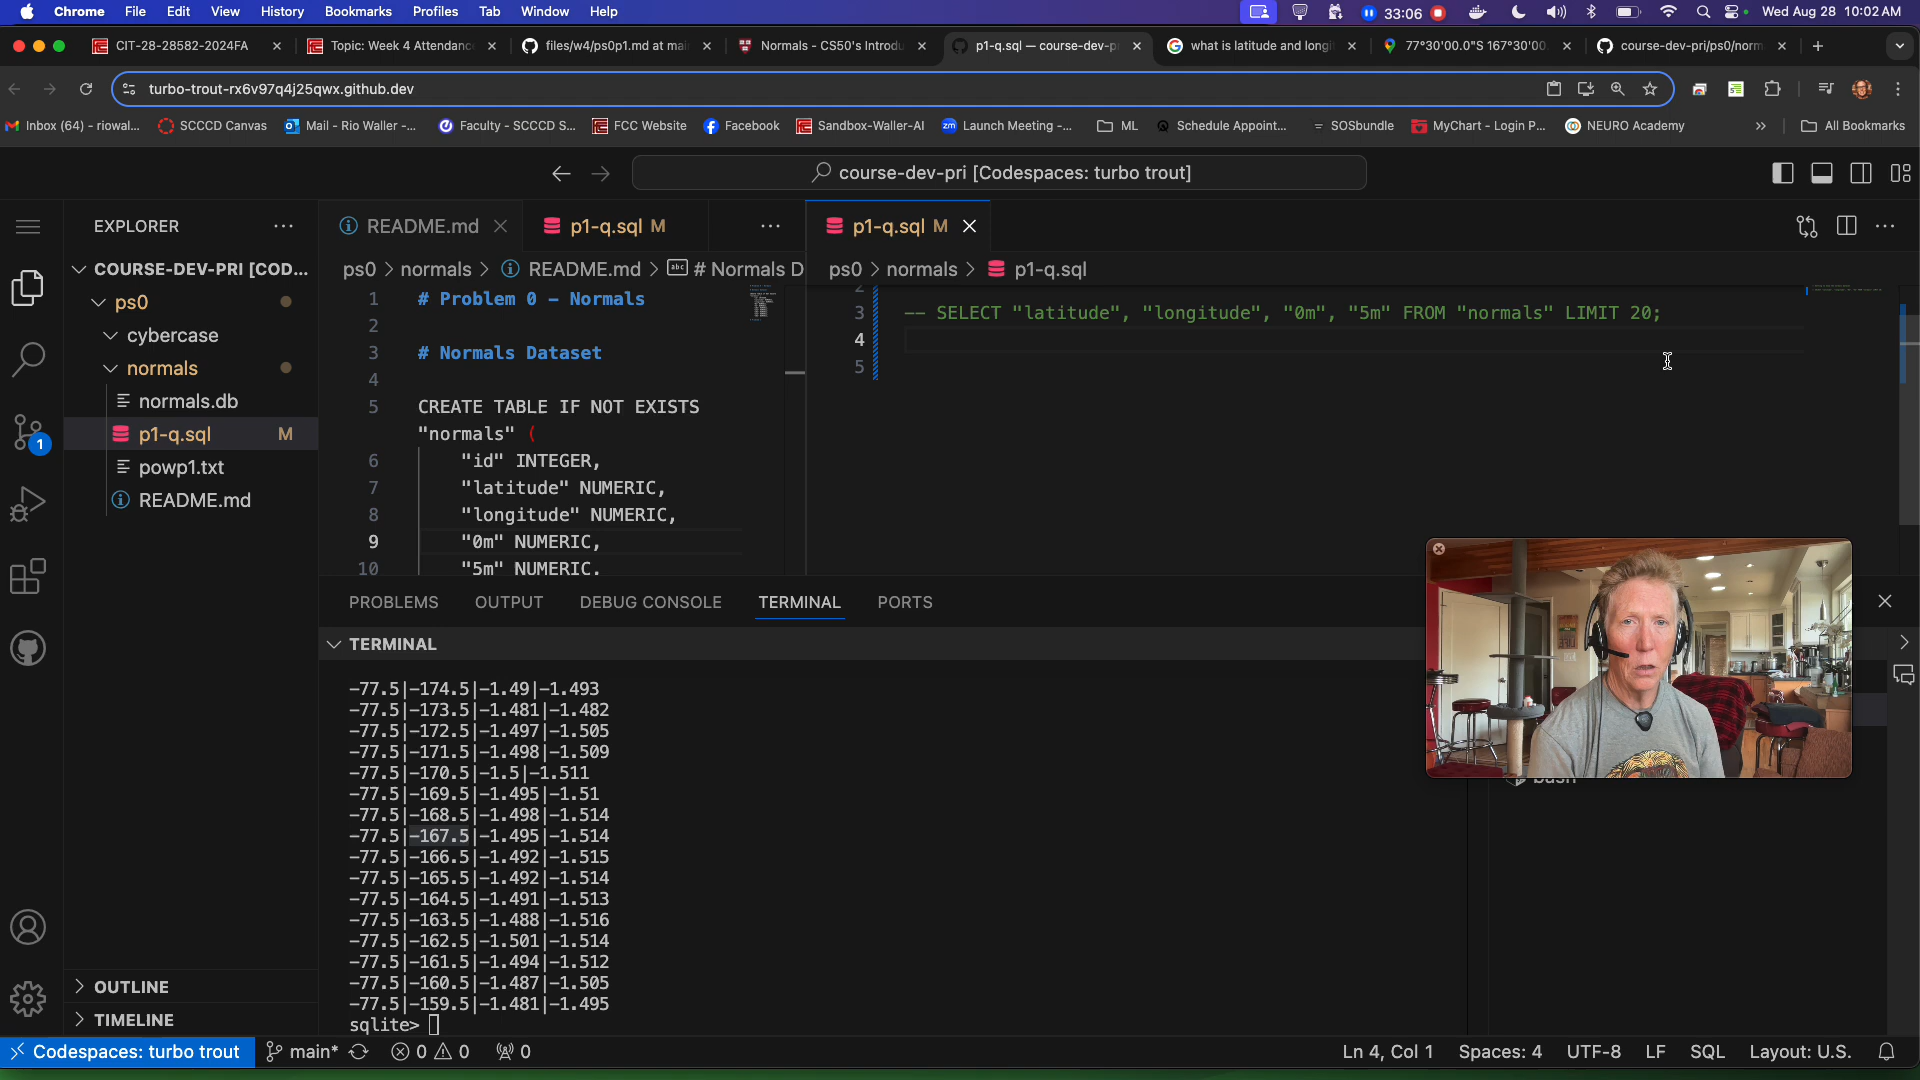 Chrome File Edit View History Bookmarks Profiles Tab Window Help 33:06 Wed Aug 28 10:02 AM
CIT-28-28582-2024FA Topic: Week 4 Attendanc files/w4/ps0p1.md at mai Normals - CS50's Introdu p1-q.sql — course-dev-pr what is latitude and longit 77°30'00.0"S 167°30'00. course-dev-pri/ps0/norm
turbo-trout-rx6v97q4j25qwx.github.dev
Inbox (64) - riowal... SCCCD Canvas Mail - Rio Waller -... Faculty - SCCCD S... FCC Website Facebook Sandbox-Waller-AI Launch Meeting -... ML Schedule Appoint... SOSbundle MyChart - Login P... NEURO Academy All Bookmarks
course-dev-pri [Codespaces: turbo trout]
EXPLORER
README.md p1-q.sql M
p1-q.sql M
COURSE-DEV-PRI [COD...
ps0
cybercase
normals
normals.db
p1-q.sql M
powp1.txt
README.md
OUTLINE
TIMELINE
1
ps0 > normals > README.md > # Normals D
1 # Problem 0 – Normals
2
3 # Normals Dataset
4
5 CREATE TABLE IF NOT EXISTS
"normals" (
6 "id" INTEGER,
7 "latitude" NUMERIC,
8 "longitude" NUMERIC,
9 "0m" NUMERIC,
10 "5m" NUMERIC,
ps0 > normals > p1-q.sql
2
3 -- SELECT "latitude", "longitude", "0m", "5m" FROM "normals" LIMIT 20;
4
5
PROBLEMS OUTPUT DEBUG CONSOLE TERMINAL PORTS
TERMINAL
-77.5|-174.5|-1.49|-1.493
-77.5|-173.5|-1.481|-1.482
-77.5|-172.5|-1.497|-1.505
-77.5|-171.5|-1.498|-1.509
-77.5|-170.5|-1.5|-1.511
-77.5|-169.5|-1.495|-1.51
-77.5|-168.5|-1.498|-1.514
-77.5|-167.5|-1.495|-1.514
-77.5|-166.5|-1.492|-1.515
-77.5|-165.5|-1.492|-1.514
-77.5|-164.5|-1.491|-1.513
-77.5|-163.5|-1.488|-1.516
-77.5|-162.5|-1.501|-1.514
-77.5|-161.5|-1.494|-1.512
-77.5|-160.5|-1.487|-1.505
-77.5|-159.5|-1.481|-1.495
sqlite>
bash
Codespaces: turbo trout main* 0 0 0 Ln 4, Col 1 Spaces: 4 UTF-8 LF SQL Layout: U.S.